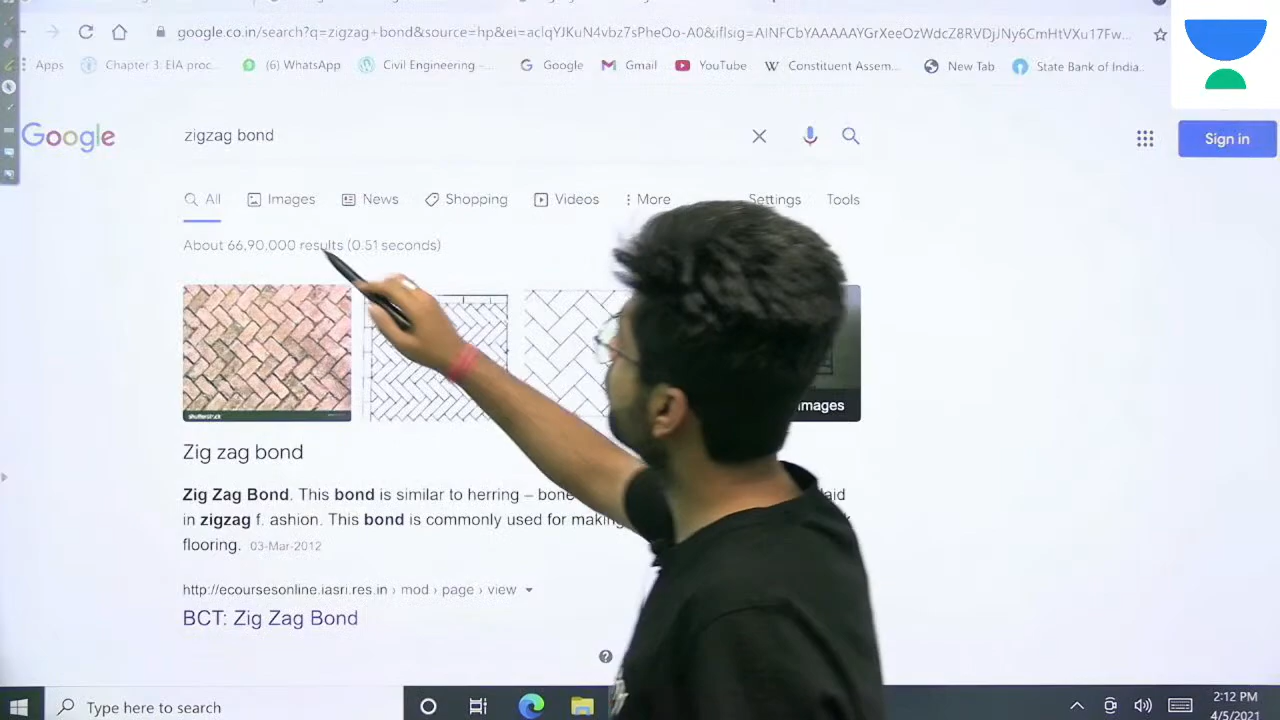 google.co.in/search?q=zigzag+bond&source=hp&ei=
Apps
Chapter 3: EIA proc...
(6) WhatsApp
Civil Engineering –...
Google
Gmail
YouTube
Constituent Assem...
New Tab
State Bank of India...
Google
zigzag bond
Sign in
All
Images
News
Shopping
Videos
More
Settings
Tools
About 66,90,000 results (0.51 seconds)
shutterstock
images
Zig zag bond
Zig Zag Bond. This bond is similar to herring – bone laid
in zigzag f. ashion. This bond is commonly used for making
flooring. 03-Mar-2012
http://ecoursesonline.iasri.res.in › mod › page › view
BCT: Zig Zag Bond
Type here to search
2:12 PM
4/5/2021